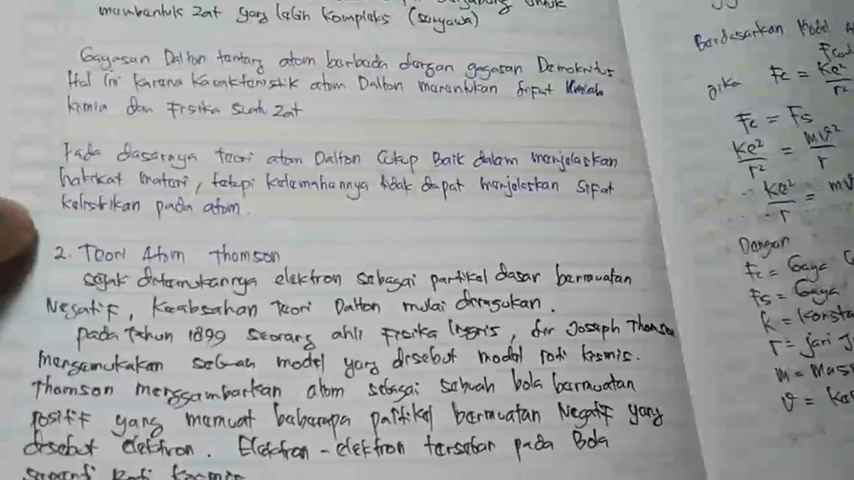 membentuk zat yang lebih kompleks (senyawa)
Gagasan Dalton tentang atom berbeda dengan gagasan Demokritus
Hal ini karena karakteristik atom Dalton menentukan sifat
kimia dan Fisika suatu zat
Pada dasarnya teori atom Dalton cukup Baik dalam menjelaskan
hakikat materi, tetapi kelemahannya tidak dapat menjelaskan sifat
kelistrikan pada atom.
2. Teori Atom Thomson
sejak ditemukannya elektron sebagai partikel dasar bermuatan
Negatif, keabsahan Teori Dalton mulai diragukan.
pada tahun 1899 seorang ahli Fisika Inggris, Sir Joseph Thomson
mengemukakan sebuah model yang disebut model roti kismis.
Thomson menggambarkan atom sebagai sebuah bola bermuatan
positif yang memuat beberapa partikel bermuatan Negatif yang
disebut elektron. Elektron-elektron tersebar pada Bola
seperti Roti kismis
Berdasarkan Model
jika Fc = Ke²/r²
Fc = Fs
Ke²/r² = mv²/r
Ke²/r = mv
Dengan
Fc = Gaya
Fs = Gaya
k = konsta
r = jari j
m = mass
v = ke